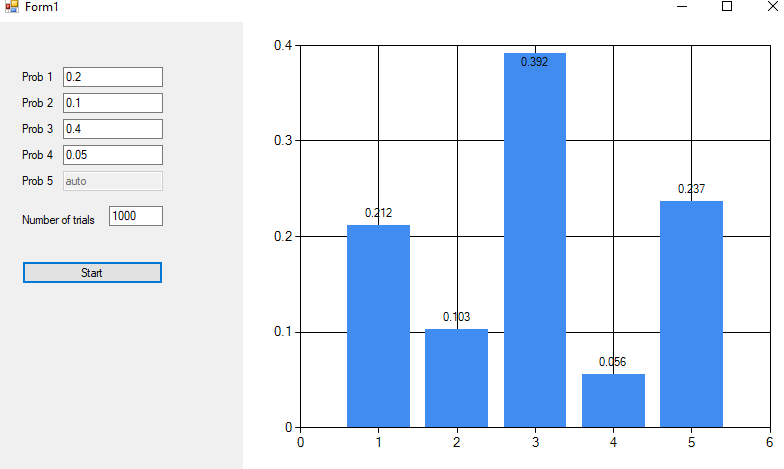 Form1
Prob 1 0.2
Prob 2 0.1
Prob 3 0.4
Prob 4 0.05
Prob 5 auto
Number of trials 1000
Start
0.4
0.3
0.2
0.1
0
0.212
0.103
0.392
0.056
0.237
0 1 2 3 4 5 6